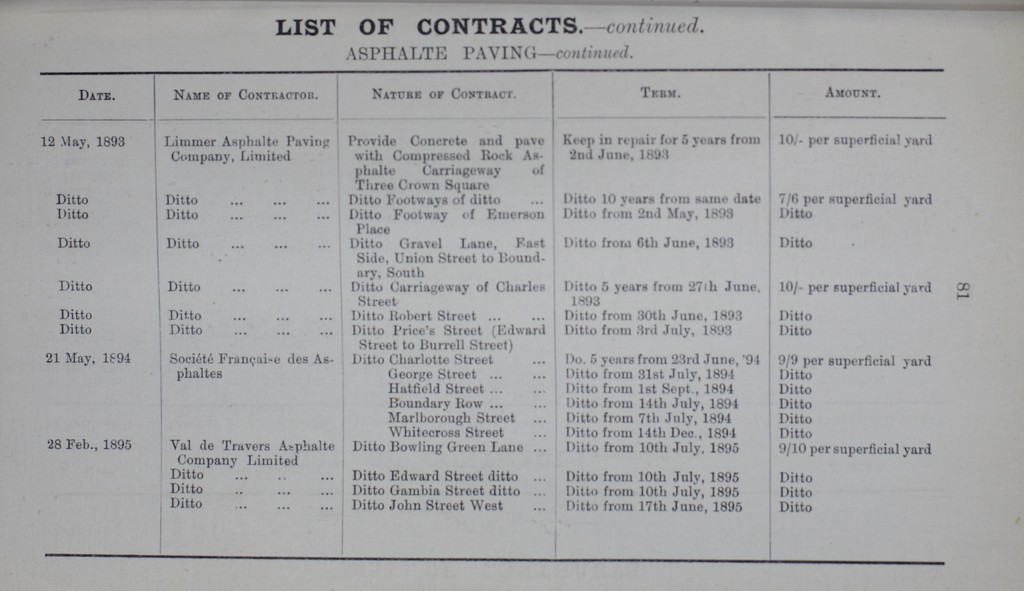 LIST OF CONTRACTS.—continued.
ASPHALTE PAVING—continued.
DATE. NAME OF CONTRACTOR. NATURE OF CONTRACT. TERM. AMOUNT.
12 May, 1893 Limmer Asphalte Paving Provide Concrete and pave Keep in repair for 5 years from 10/- per superficial yard
Company, Limited with Compressed Rock As- 2nd June, 1893
phalte Carriageway of
Three Crown Square
Ditto Ditto ... ... ... Ditto Footways of ditto ... Ditto 10 years from same date 7/6 per superficial yard
Ditto Ditto ... ... ... Ditto Footway of Emerson Ditto from 2nd May, 1893 Ditto
Place
Ditto Ditto ... ... ... Ditto Gravel Lane, East Ditto from 6th June, 1893 Ditto
Side, Union Street to Bound-
ary, South
Ditto Ditto ... ... ... Ditto Carriageway of Charles Ditto 5 years from 27th June, 10/- per superficial yard
Street 1893
Ditto Ditto ... ... ... Ditto Robert Street ... ... Ditto from 30th June, 1893 Ditto
Ditto Ditto ... ... ... Ditto Price's Street (Edward Ditto from 3rd July, 1893 Ditto
Street to Burrell Street)
21 May, 1894 Société Française des As- Ditto Charlotte Street ... Do. 5 years from 23rd June, '94 9/9 per superficial yard
phaltes George Street ... ... Ditto from 31st July, 1894 Ditto
Hatfield Street ... ... Ditto from 1st Sept., 1894 Ditto
Boundary Row ... ... Ditto from 14th July, 1894 Ditto
Marlborough Street ... Ditto from 7th July, 1894 Ditto
Whitecross Street ... Ditto from 14th Dec., 1894 Ditto
28 Feb., 1895 Val de Travers Asphalte Ditto Bowling Green Lane ... Ditto from 10th July, 1895 9/10 per superficial yard
Company Limited
Ditto ... ... ... Ditto Edward Street ditto ... Ditto from 10th July, 1895 Ditto
Ditto ... ... ... Ditto Gambia Street ditto ... Ditto from 10th July, 1895 Ditto
Ditto ... ... ... Ditto John Street West ... Ditto from 17th June, 1895 Ditto
81